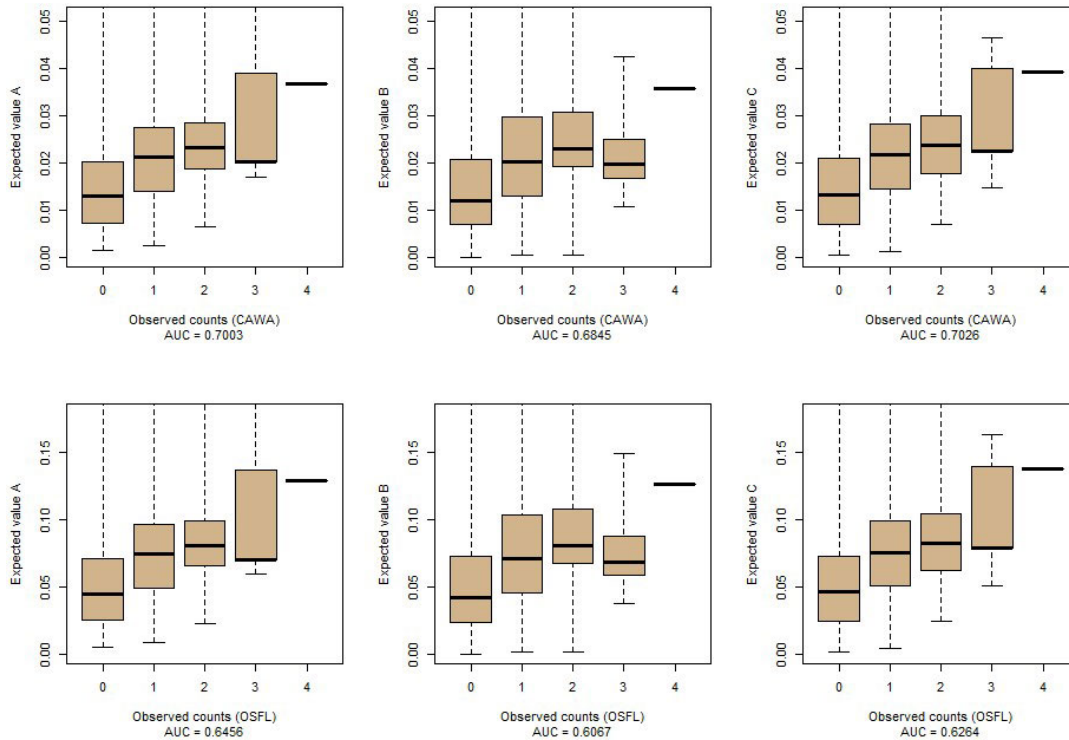 Expected value A
0.00 0.01 0.02 0.03 0.04 0.05
0 1 2 3 4
Observed counts (CAWA)
AUC = 0.7003
Expected value B
0.00 0.01 0.02 0.03 0.04 0.05
0 1 2 3 4
Observed counts (CAWA)
AUC = 0.6845
Expected value C
0.00 0.01 0.02 0.03 0.04 0.05
0 1 2 3 4
Observed counts (CAWA)
AUC = 0.7026
Expected value A
0.00 0.05 0.10 0.15
0 1 2 3 4
Observed counts (OSFL)
AUC = 0.6456
Expected value B
0.00 0.05 0.10 0.15
0 1 2 3 4
Observed counts (OSFL)
AUC = 0.6067
Expected value C
0.00 0.05 0.10 0.15
0 1 2 3 4
Observed counts (OSFL)
AUC = 0.6264